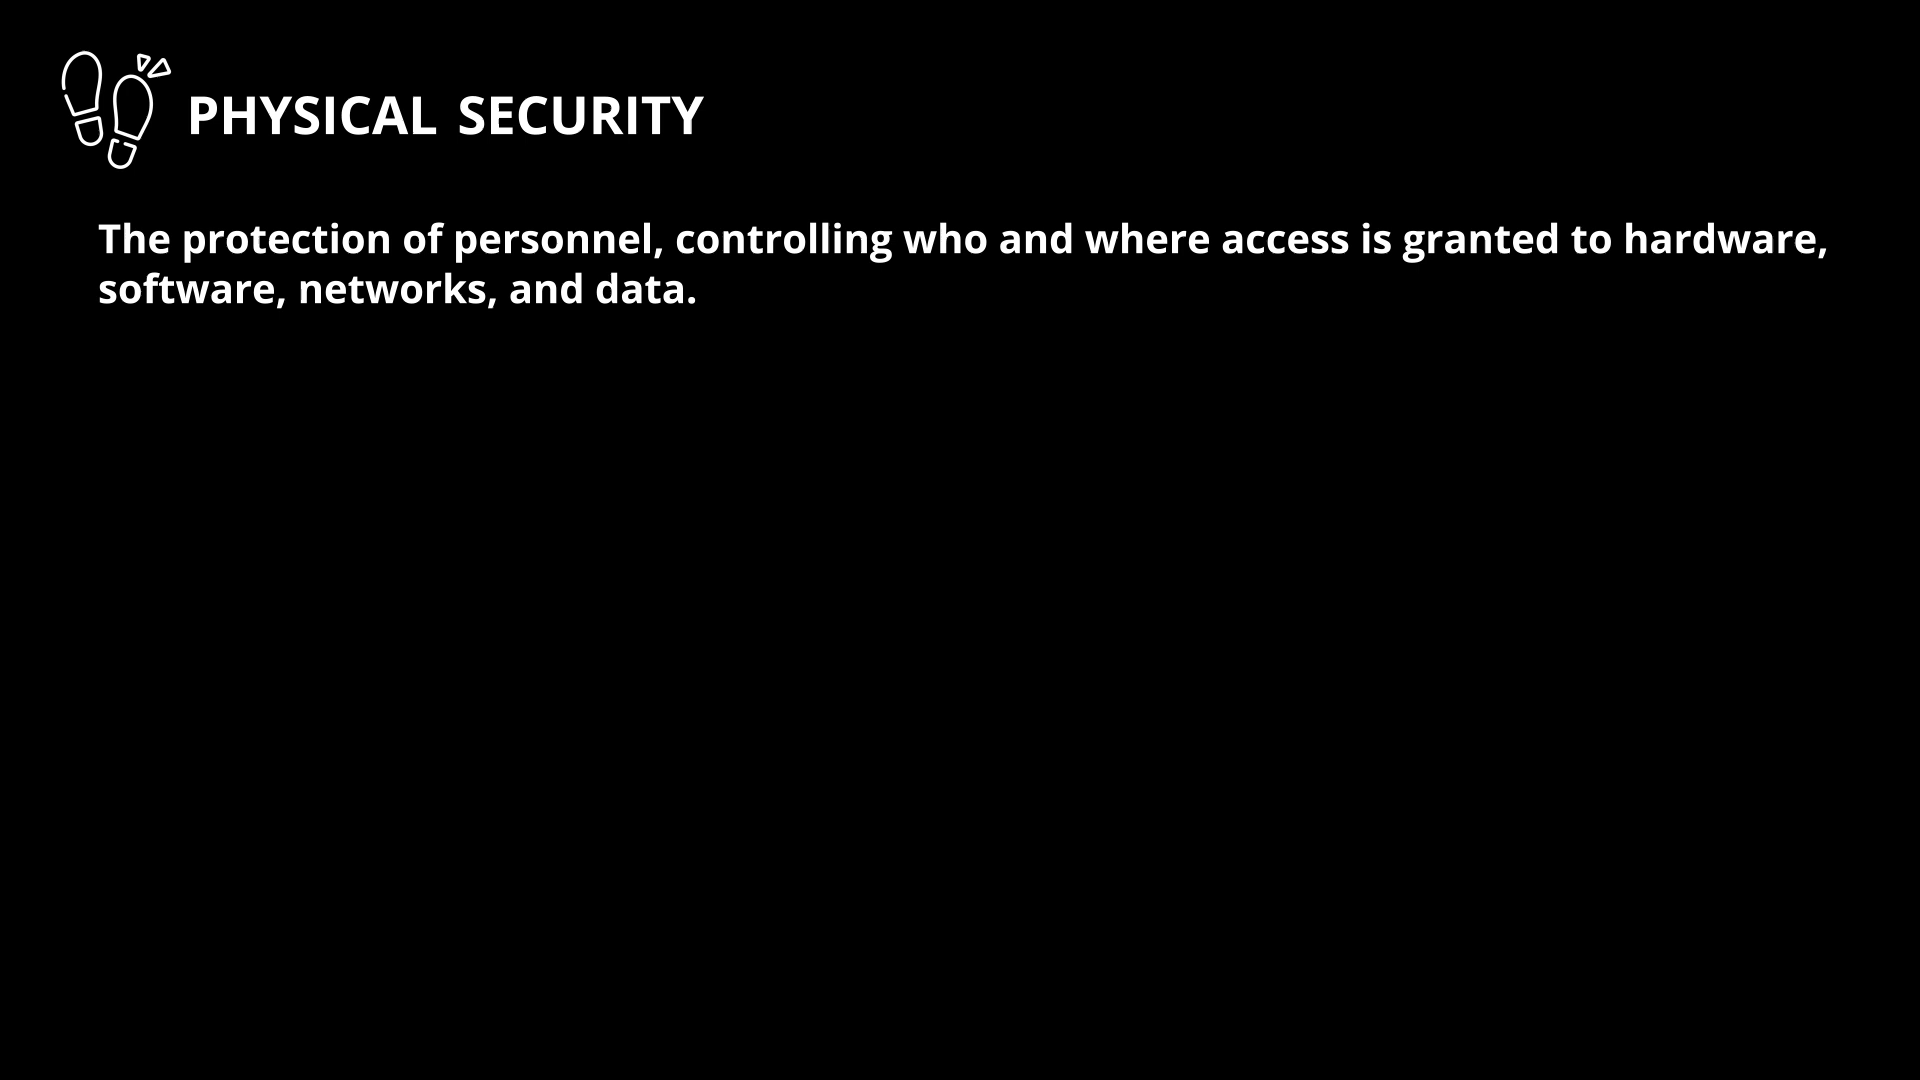 PHYSICAL SECURITY
The protection of personnel, controlling who and where access is granted to hardware,
software, networks, and data.